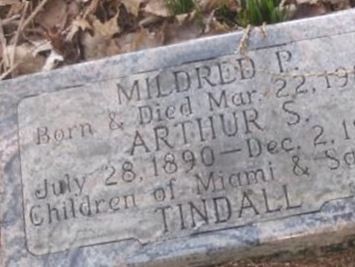 MILDRED P.
Born & Died Mar. 22, 19
ARTHUR S.
July 28, 1890 — Dec. 2, 1
Children of Miami &
TINDALL